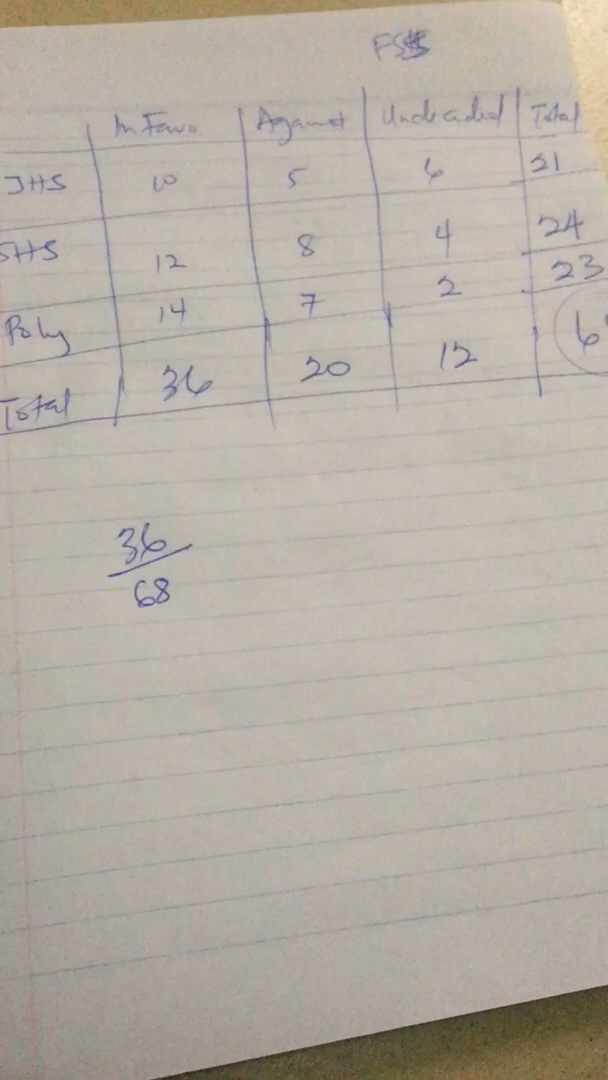 FSHS
In Favo Against Undecided Total
JHS 10 5 6 21
SHS 12 8 4 24
Poly 14 7 2 23
Total 36 20 12
36
68